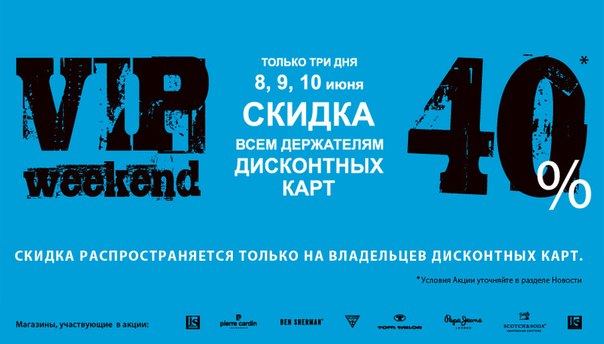 VIP
weekend
ТОЛЬКО ТРИ ДНЯ
8, 9, 10 июня
СКИДКА
ВСЕМ ДЕРЖАТЕЛЯМ
ДИСКОНТНЫХ
КАРТ
40%*
СКИДКА РАСПРОСТРАНЯЕТСЯ ТОЛЬКО НА ВЛАДЕЛЬЦЕВ ДИСКОНТНЫХ КАРТ.
*Условия Акции уточняйте в разделе Новости
Магазины, участвующие в акции: pierre cardin BEN SHERMAN TOM TAILOR Pepe Jeans LONDON SCOTCH&SODA